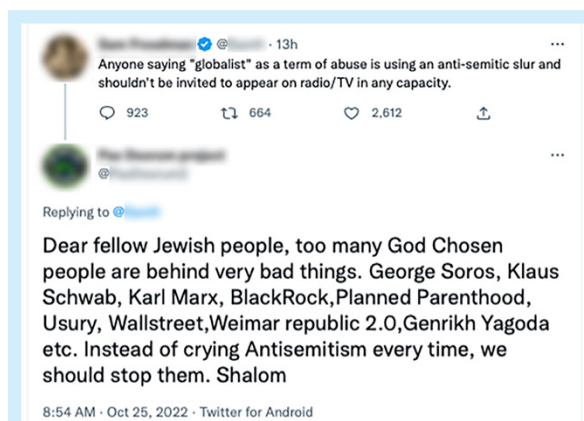 @ · 13h
Anyone saying "globalist" as a term of abuse is using an anti-semitic slur and
shouldn't be invited to appear on radio/TV in any capacity.
923 664 2,612
@
Replying to @
Dear fellow Jewish people, too many God Chosen
people are behind very bad things. George Soros, Klaus
Schwab, Karl Marx, BlackRock,Planned Parenthood,
Usury, Wallstreet,Weimar republic 2.0,Genrikh Yagoda
etc. Instead of crying Antisemitism every time, we
should stop them. Shalom
8:54 AM · Oct 25, 2022 · Twitter for Android